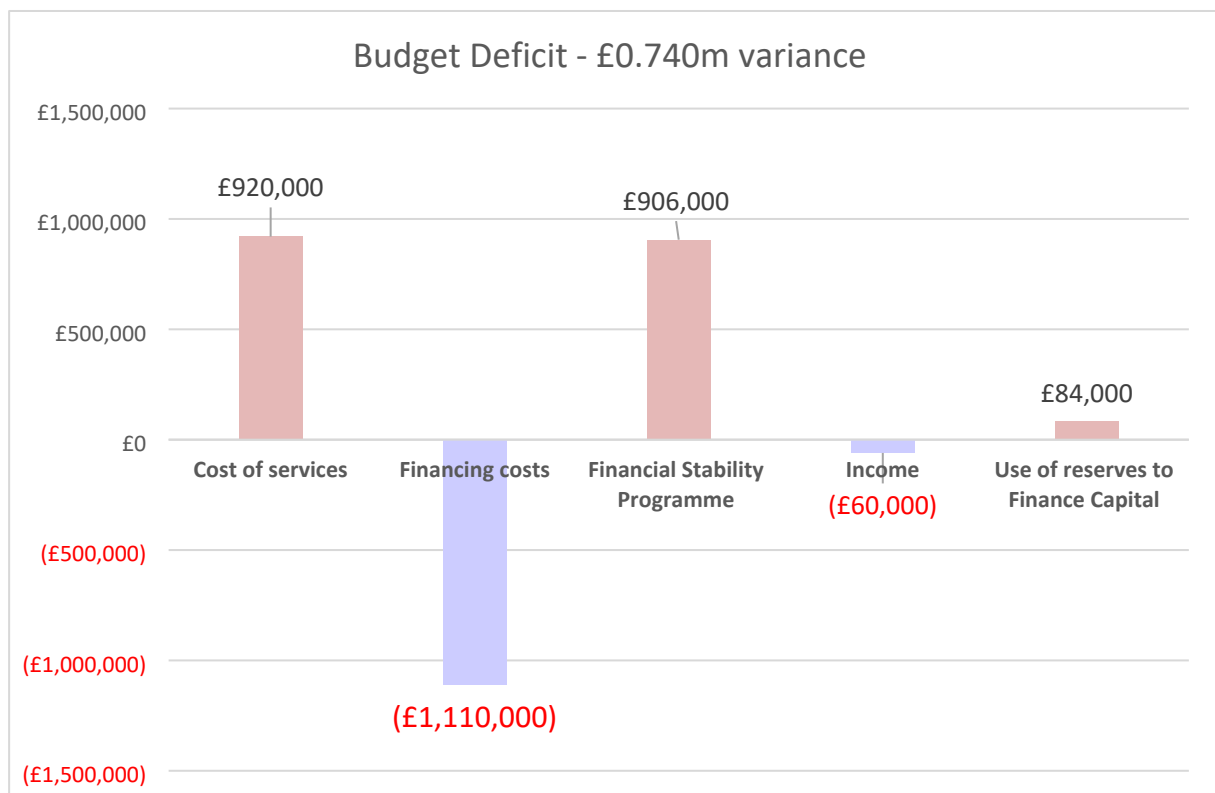 Budget Deficit - £0.740m variance
£1,500,000
£920,000
£906,000
£1,000,000
£500,000
£84,000
£0
Cost of services
Financing costs
Financial Stability
Programme
Income
Use of reserves to
Finance Capital
(£60,000)
(£500,000)
(£1,000,000)
(£1,110,000)
(£1,500,000)